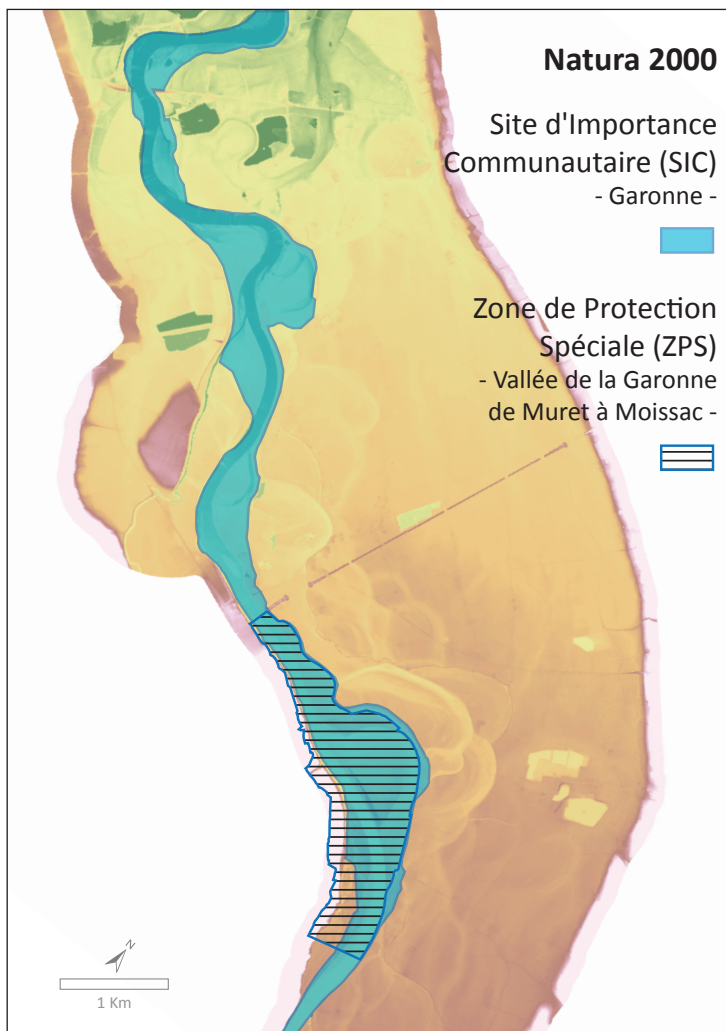 Natura 2000
Site d'Importance
Communautaire (SIC)
- Garonne -
Zone de Protection
Spéciale (ZPS)
- Vallée de la Garonne
de Muret à Moissac -
N
1 Km